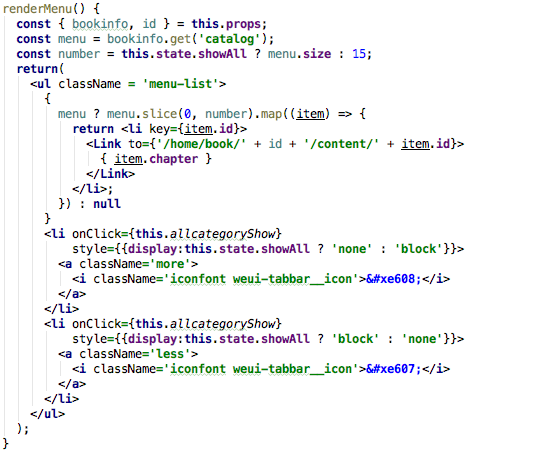 renderMenu() {
  const { bookinfo, id } = this.props;
  const menu = bookinfo.get('catalog');
  const number = this.state.showAll ? menu.size : 15;
  return(
    <ul className = 'menu-list'>
      {
        menu ? menu.slice(0, number).map((item) => {
          return <li key={item.id}>
            <Link to={'/home/book/' + id + '/content/' + item.id}>
              { item.chapter }
            </Link>
          </li>;
        }) : null
      }
      <li onClick={this.allcategoryShow}
          style={{display:this.state.showAll ? 'none' : 'block'}}>
        <a className='more'>
          <i className='iconfont weui-tabbar__icon'>&#xe608;</i>
        </a>
      </li>
      <li onClick={this.allcategoryShow}
          style={{display:this.state.showAll ? 'block' : 'none'}}>
        <a className='less'>
          <i className='iconfont weui-tabbar__icon'>&#xe607;</i>
        </a>
      </li>
    </ul>
  );
}